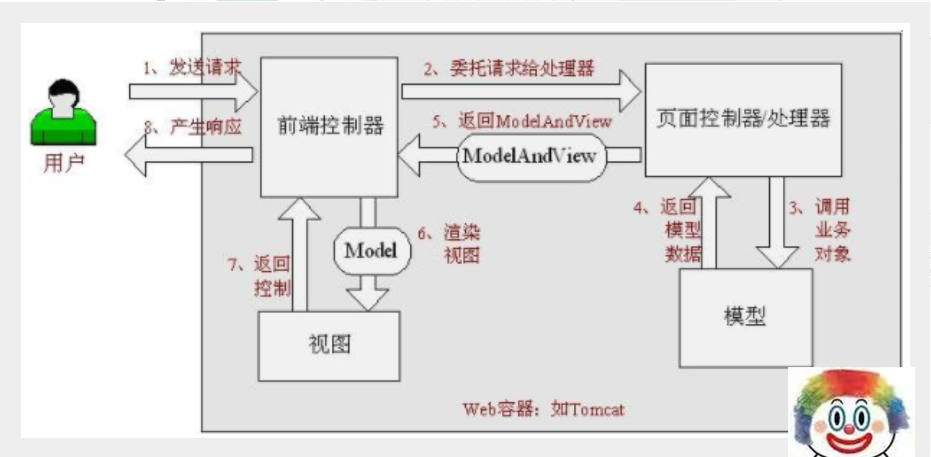 1、发送请求
2、委托请求给处理器
前端控制器
页面控制器/处理器
8、产生响应
5、返回ModelAndView
ModelAndView
用户
4、返回
模型
数据
3、调用
业务
对象
6、渲染
视图
Model
7、返回
控制
视图
模型
Web容器：如Tomcat